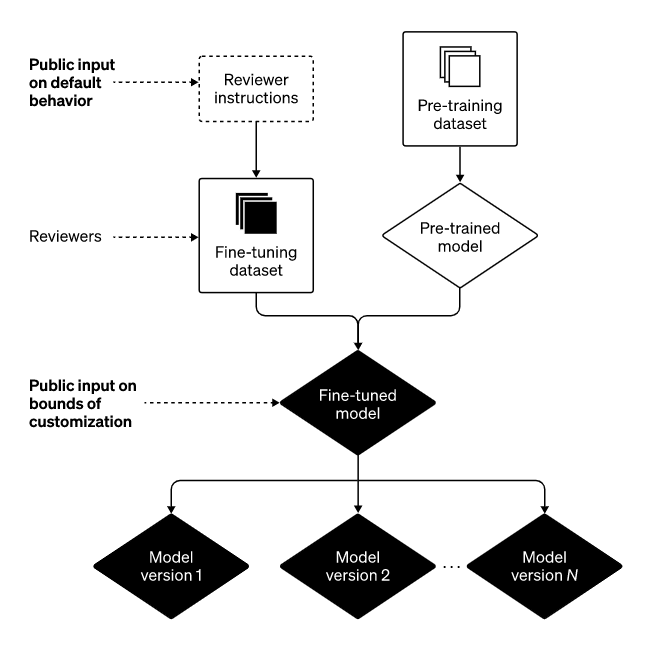 Public input
on default
behavior
Reviewer
instructions
Pre-training
dataset
Reviewers
Fine-tuning
dataset
Pre-trained
model
Public input on
bounds of
customization
Fine-tuned
model
Model
version 1
Model
version 2
...
Model
version N